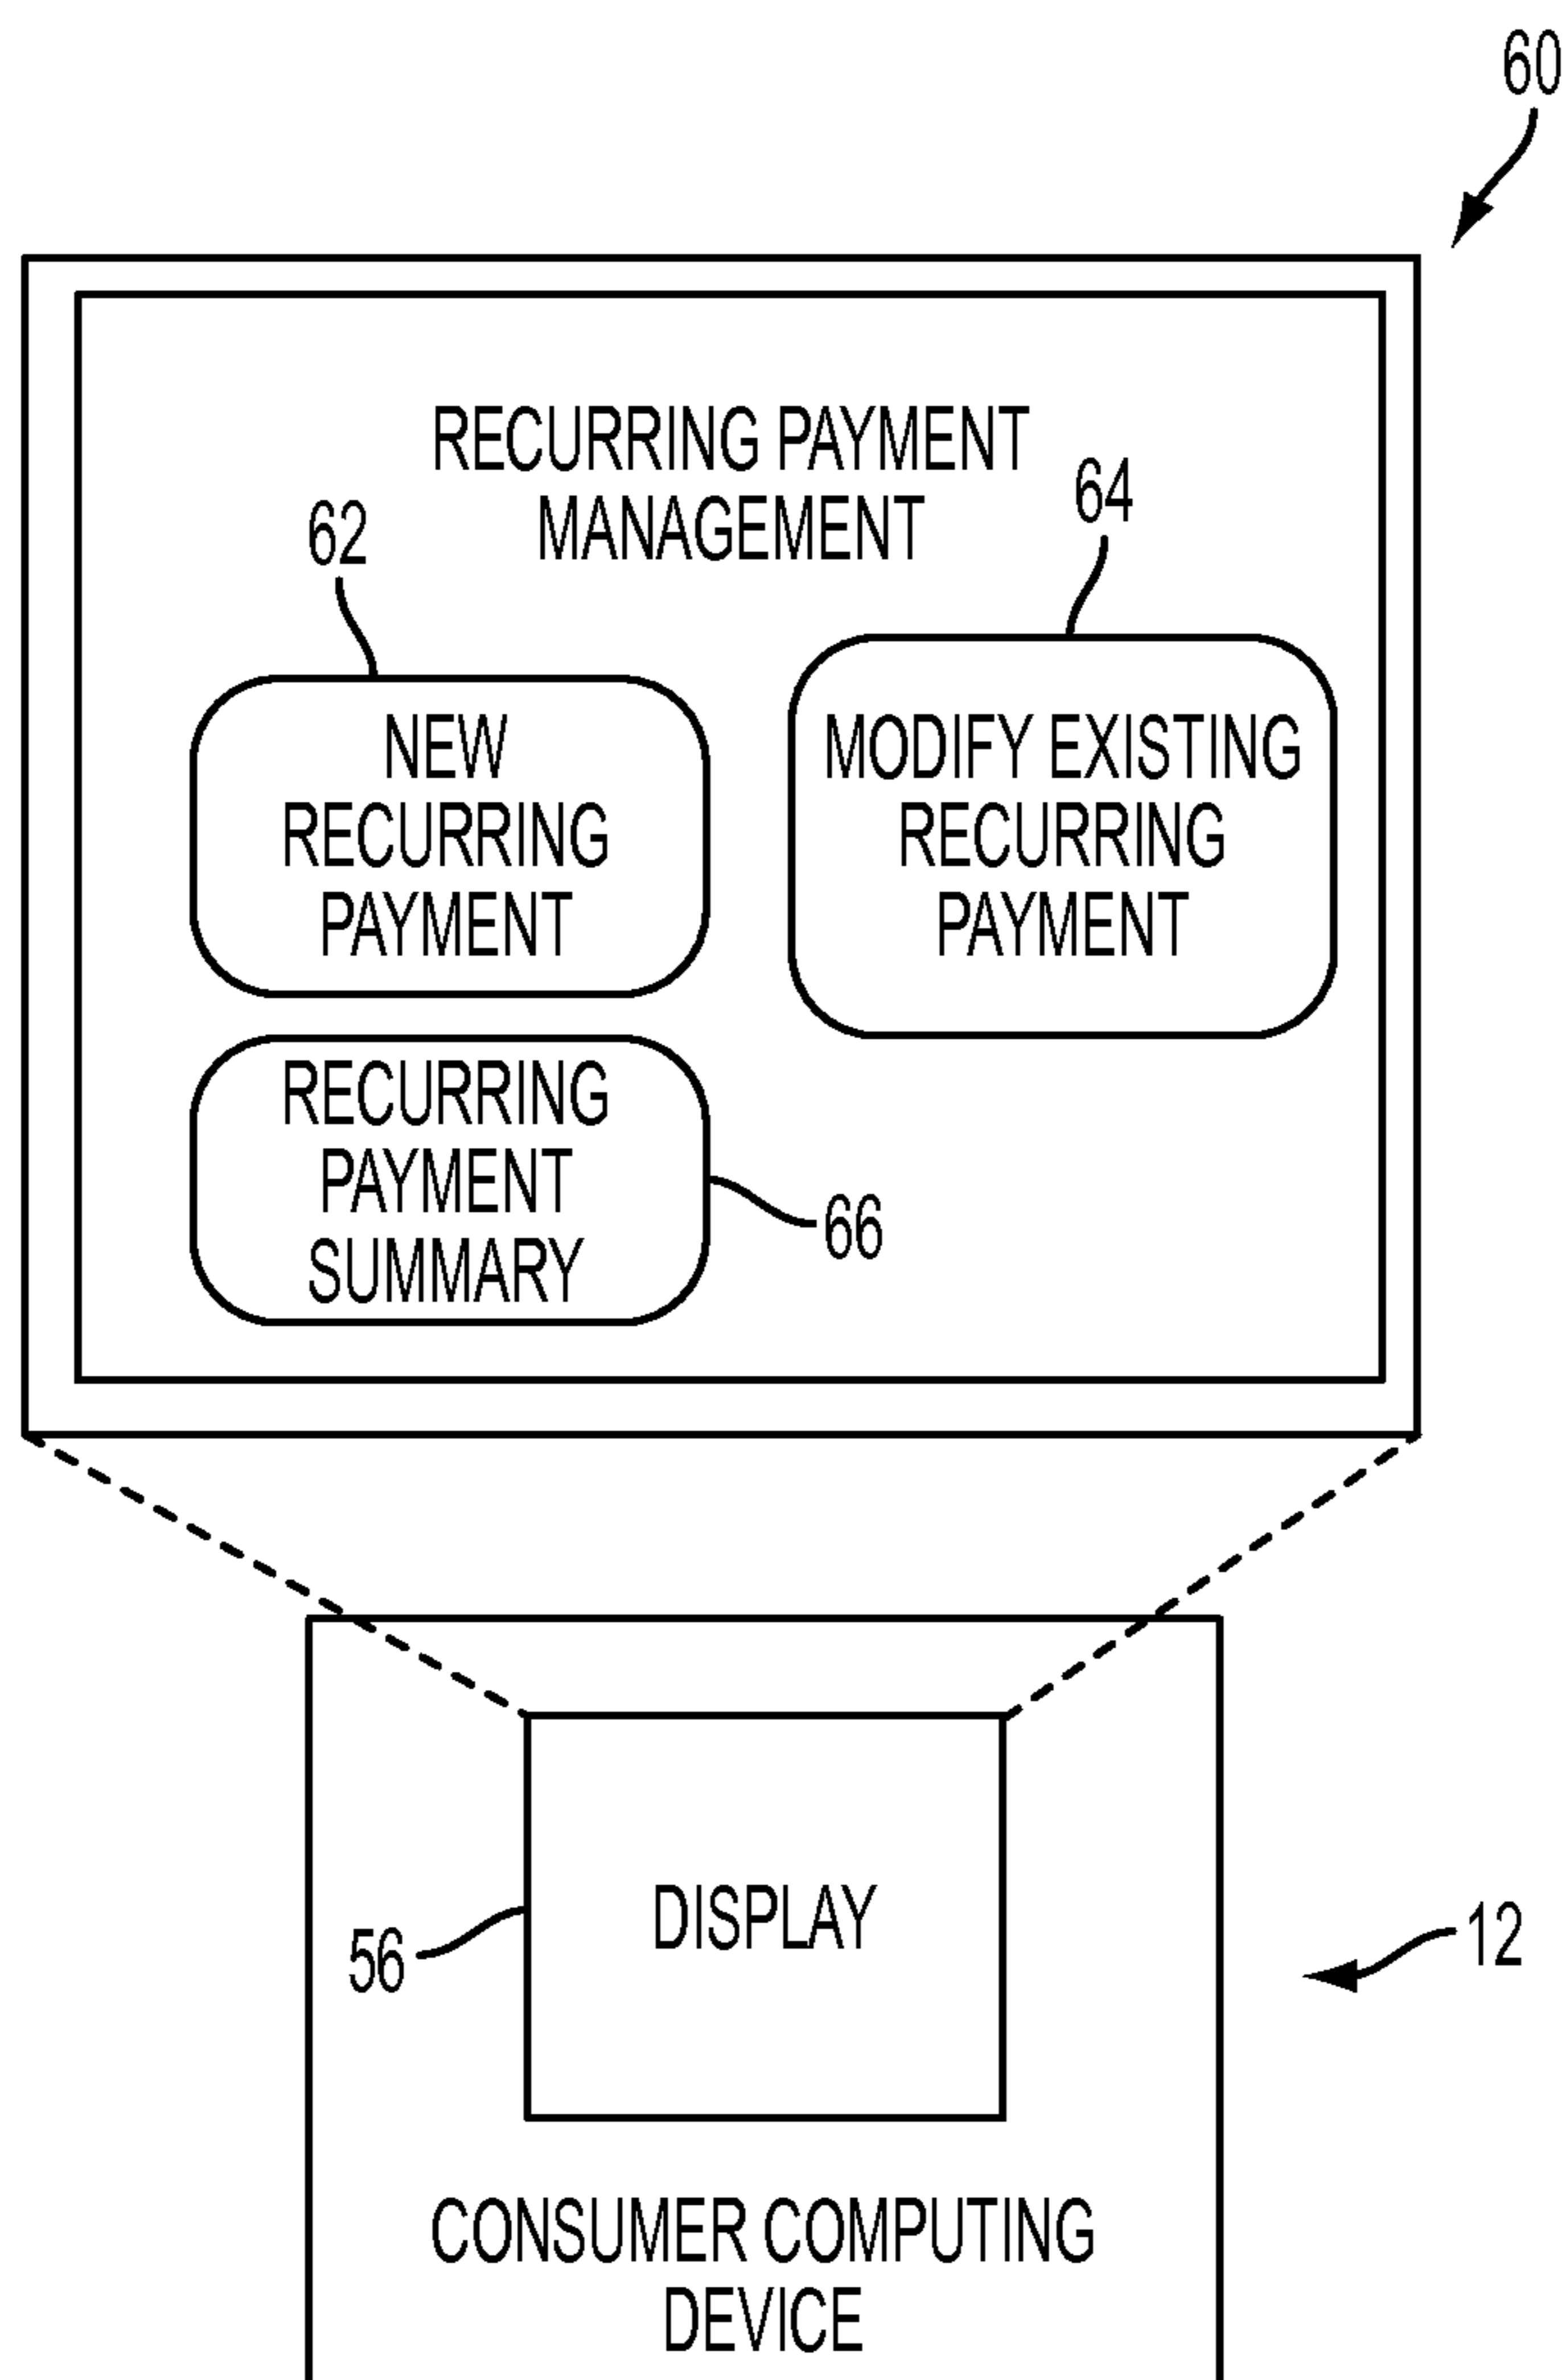 60
RECURRING PAYMENT
MANAGEMENT
62
64
NEW
RECURRING
PAYMENT
MODIFY EXISTING
RECURRING
PAYMENT
RECURRING
PAYMENT
SUMMARY
66
DISPLAY
56
12
CONSUMER COMPUTING
DEVICE